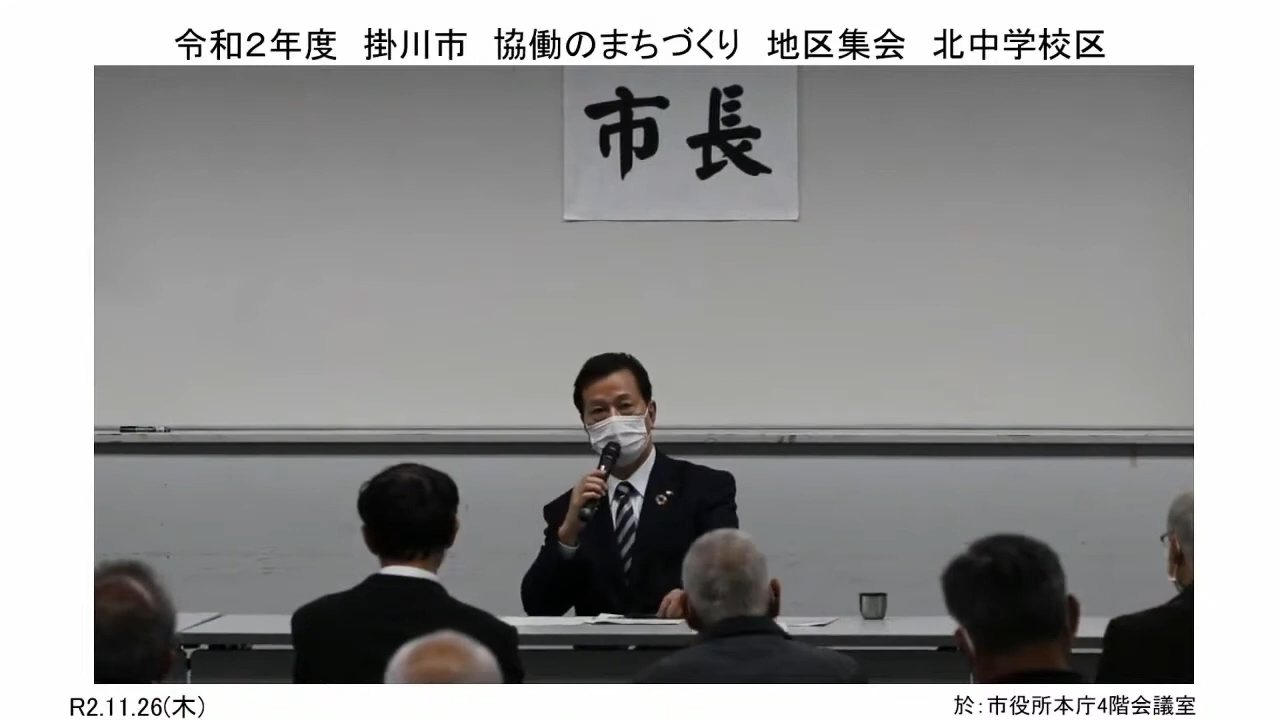 令和２年度　掛川市　協働のまちづくり　地区集会　北中学校区
市長
R2.11.26(木)
於：市役所本庁4階会議室